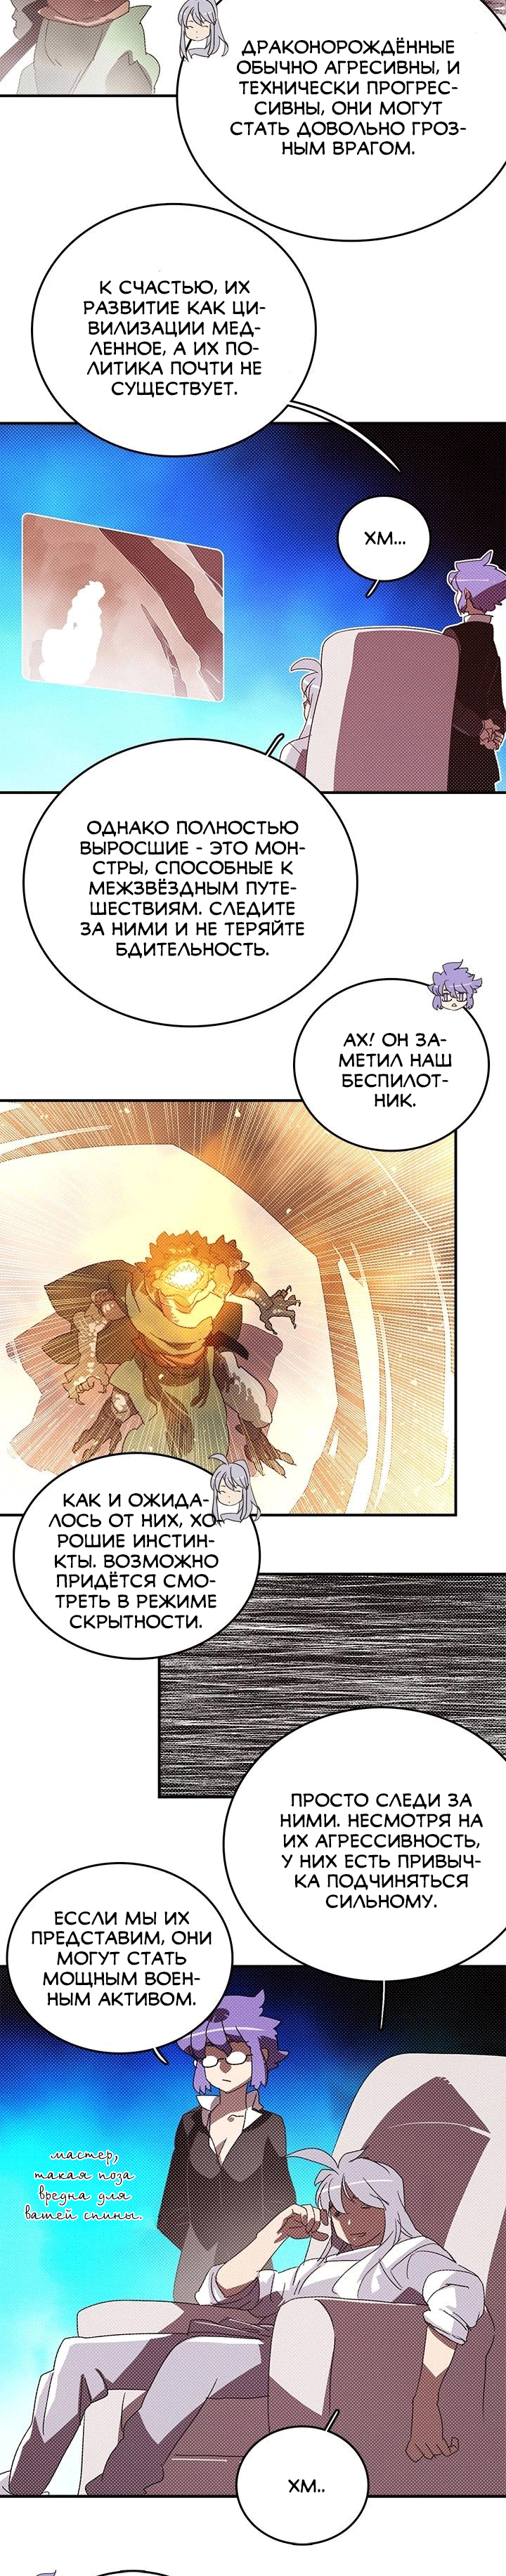 ДРАКОНОРОЖДЁННЫЕ
ОБЫЧНО АГРЕСИВНЫ, И
ТЕХНИЧЕСКИ ПРОГРЕС-
СИВНЫ, ОНИ МОГУТ
СТАТЬ ДОВОЛЬНО ГРОЗ-
НЫМ ВРАГОМ.
К СЧАСТЬЮ, ИХ
РАЗВИТИЕ КАК ЦИ-
ВИЛИЗАЦИИ МЕД-
ЛЕННОЕ, А ИХ ПО-
ЛИТИКА ПОЧТИ НЕ
СУЩЕСТВУЕТ.
ХМ...
ОДНАКО ПОЛНОСТЬЮ
ВЫРОСШИЕ - ЭТО МОН-
СТРЫ, СПОСОБНЫЕ К
МЕЖЗВЁЗДНЫМ ПУТЕ-
ШЕСТВИЯМ. СЛЕДИТЕ
ЗА НИМИ И НЕ ТЕРЯЙТЕ
БДИТЕЛЬНОСТЬ.
АХ! ОН ЗА-
МЕТИЛ НАШ
БЕСПИЛОТ-
НИК.
КАК И ОЖИДА-
ЛОСЬ ОТ НИХ, ХО-
РОШИЕ ИНСТИН-
КТЫ. ВОЗМОЖНО
ПРИДЁТСЯ СМО-
ТРЕТЬ В РЕЖИМЕ
СКРЫТНОСТИ.
ПРОСТО СЛЕДИ ЗА
НИМИ. НЕСМОТРЯ НА
ИХ АГРЕССИВНОСТЬ,
У НИХ ЕСТЬ ПРИВЫЧ-
КА ПОДЧИНЯТЬСЯ
СИЛЬНОМУ.
ЕССЛИ МЫ ИХ
ПРЕДСТАВИМ, ОНИ
МОГУТ СТАТЬ
МОЩНЫМ ВОЕН-
НЫМ АКТИВОМ.
мастер,
такая поза
вредна для
вашей спины.
ХМ..